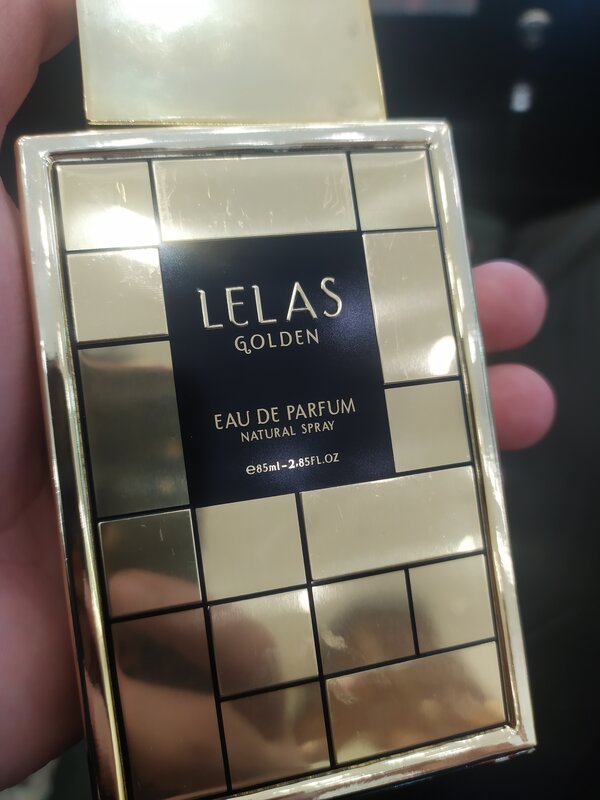 LELAS
GOLDEN
EAU DE PARFUM
NATURAL SPRAY
℮85ml-2.85FL.OZ